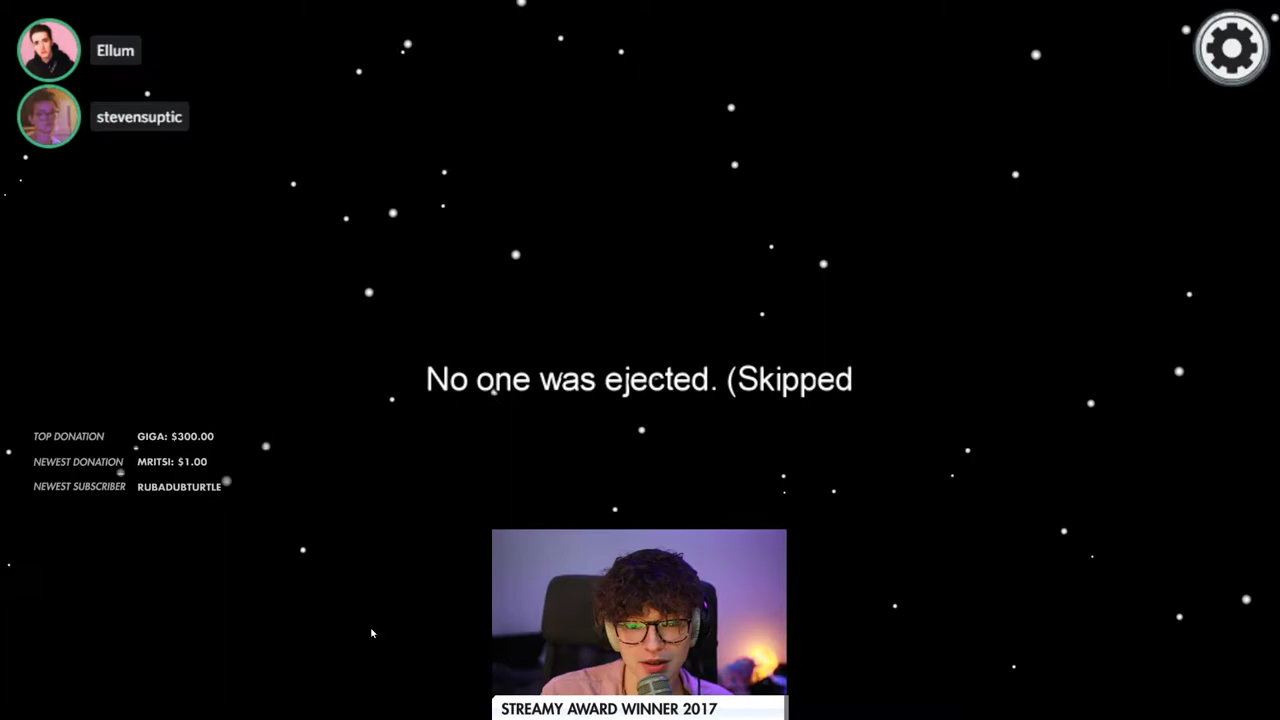 Ellum
stevensuptic
No one was ejected. (Skipped
TOP DONATION GIGA: $300.00
NEWEST DONATION MRITSI: $1.00
NEWEST SUBSCRIBER RUBADUBTURTLE
STREAMY AWARD WINNER 2017